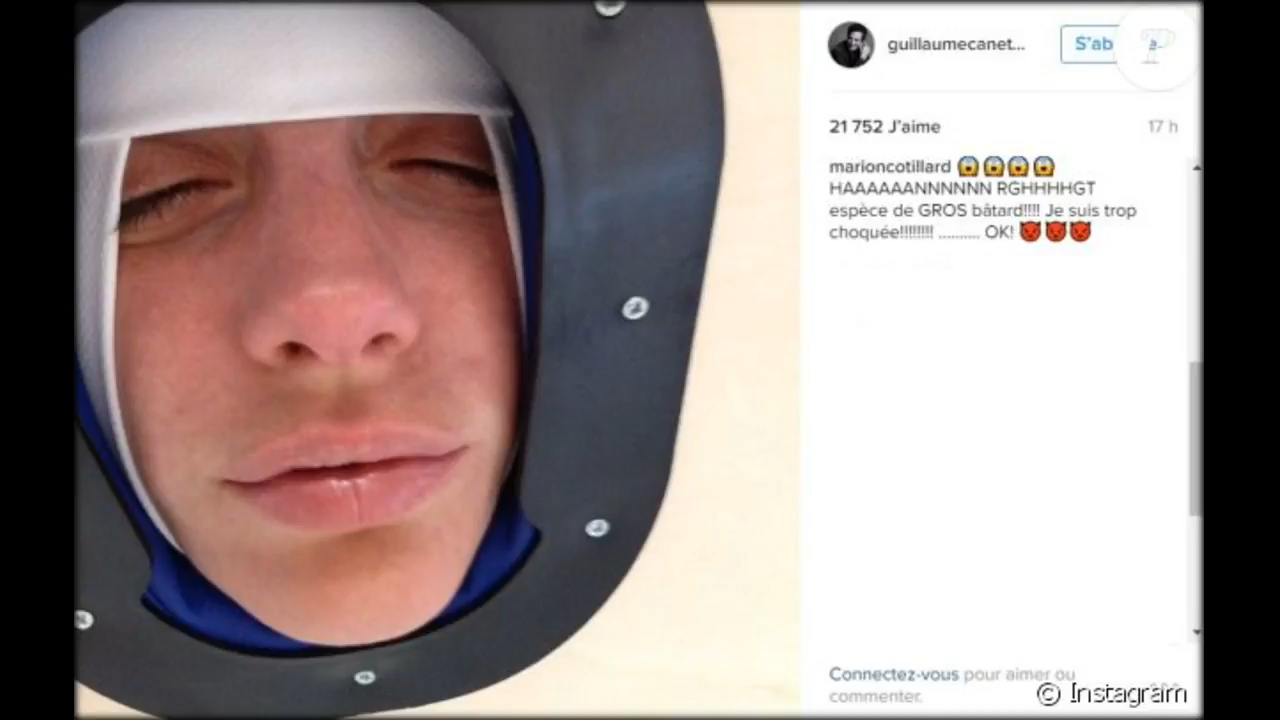 guillaumecanet...
S'ab
21 752 J'aime
17 h
marioncotillard 😱😱😱😱
HAAAAAANNNNNN RGHHHHGT
espèce de GROS bâtard!!!! Je suis trop
choquée!!!!!!!! .......... OK! 👿👿👿
Connectez-vous pour aimer ou
commenter.
© Instagram